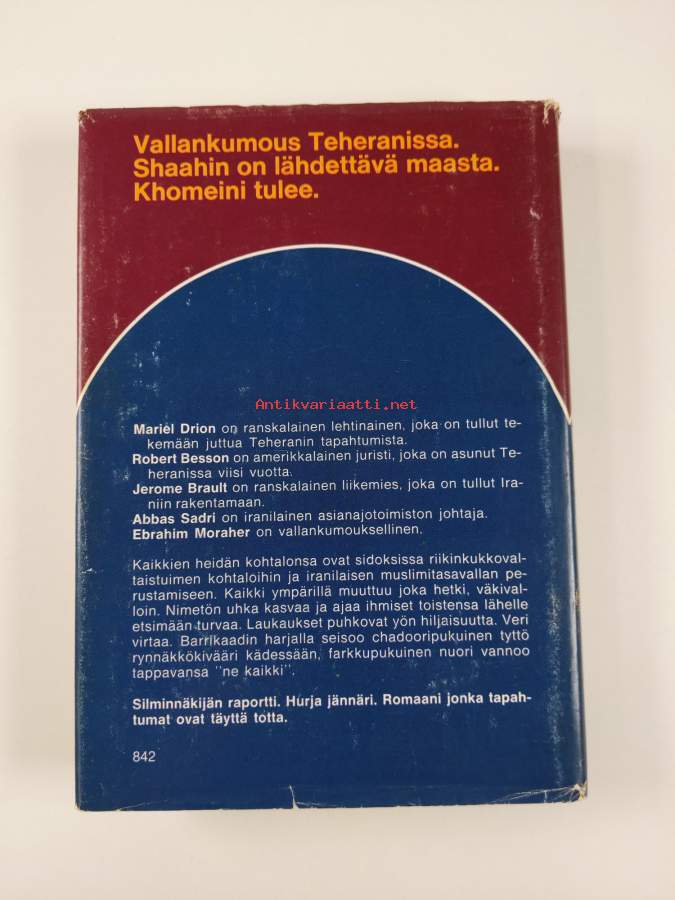 Vallankumous Teheranissa.
Shaahin on lähdettävä maasta.
Khomeini tulee.
Antikvariaatti.net
Mariel Drion on ranskalainen lehtinainen, joka on tullut te-
kemään juttua Teheranin tapahtumista.
Robert Besson on amerikkalainen juristi, joka on asunut Te-
heranissa viisi vuotta.
Jerome Brault on ranskalainen liikemies, joka on tullut Ira-
niin rakentamaan.
Abbas Sadri on iranilainen asianajotoimiston johtaja.
Ebrahim Moraher on vallankumouksellinen.
Kaikkien heidän kohtalonsa ovat sidoksissa riikinkukkoval-
taistuimen kohtaloihin ja iranilaisen muslimitasavallan pe-
rustamiseen. Kaikki ympärillä muuttuu joka hetki, väkival-
loin. Nimetön uhka kasvaa ja ajaa ihmiset toistensa lähelle
etsimään turvaa. Laukaukset puhkovat yön hiljaisuutta. Veri
virtaa. Barrikaadin harjalla seisoo chadooripukuinen tyttö
rynnäkkökivääri kädessään, farkkupukuinen nuori vannoo
tappavansa "ne kaikki".
Silminnäkijän raportti. Hurja jännäri. Romaani jonka tapah-
tumat ovat täyttä totta.
842